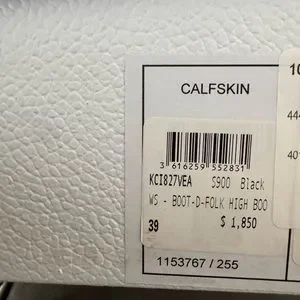 CALFSKIN
10
444
401
3 616259 552831
KCI827VEA S900 Black
WS - BOOT-D-FOLK HIGH BOO
39 $ 1,850
1153767 / 255